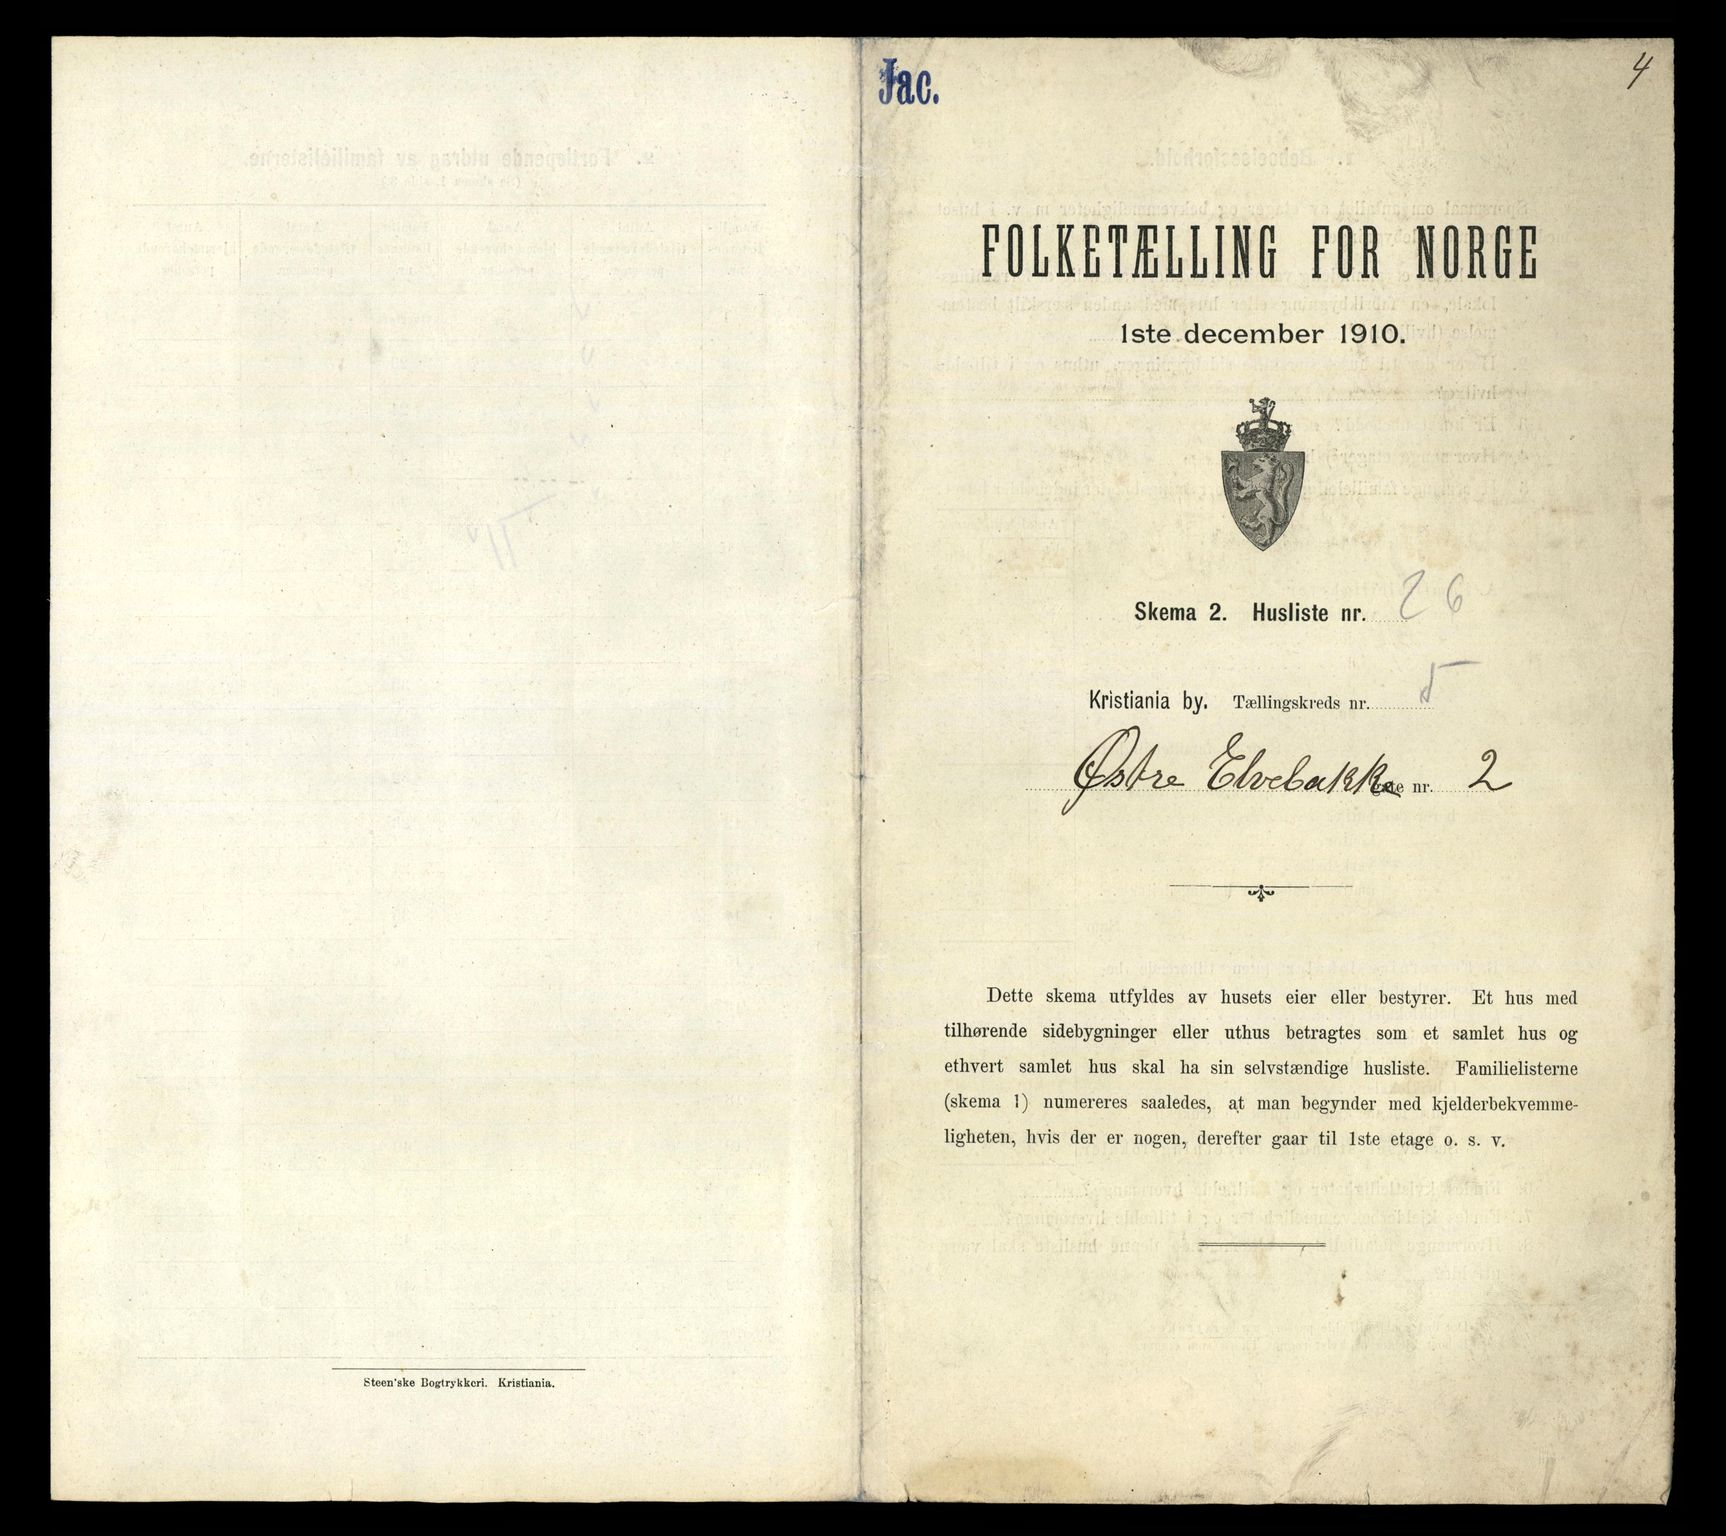 Steen'ske Bogtrykkeri. Kristiania.
Jac.
4
FOLKETÆLLING FOR NORGE
1ste december 1910.
Skema 2. Husliste nr. 26
Kristiania by. Tællingskreds nr. 5
Østre Elvebakke gate nr. 2
Dette skema utfyldes av husets eier eller bestyrer. Et hus med
tilhørende sidebygninger eller uthus betragtes som et samlet hus og
ethvert samlet hus skal ha sin selvstændige husliste. Familielisterne
(skema 1) numereres saaledes, at man begynder med kjelderbekvemme-
ligheten, hvis der er nogen, derefter gaar til 1ste etage o. s. v.